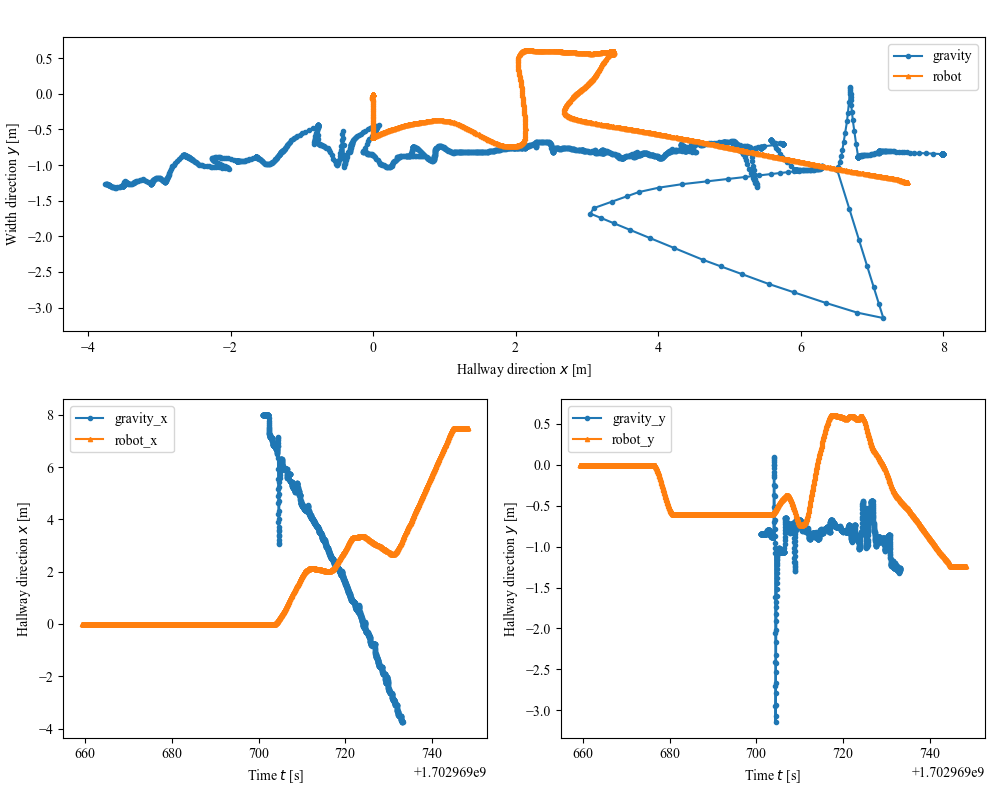 0.5
0.0
−0.5
−1.0
−1.5
−2.0
−2.5
−3.0
Width direction y [m]
gravity
robot
−4 −2 0 2 4 6 8
Hallway direction x [m]
8
6
4
2
0
−2
−4
Hallway direction x [m]
gravity_x
robot_x
660 680 700 720 740
+1.702969e9
Time t [s]
0.5
0.0
−0.5
−1.0
−1.5
−2.0
−2.5
−3.0
Hallway direction y [m]
gravity_y
robot_y
660 680 700 720 740
+1.702969e9
Time t [s]